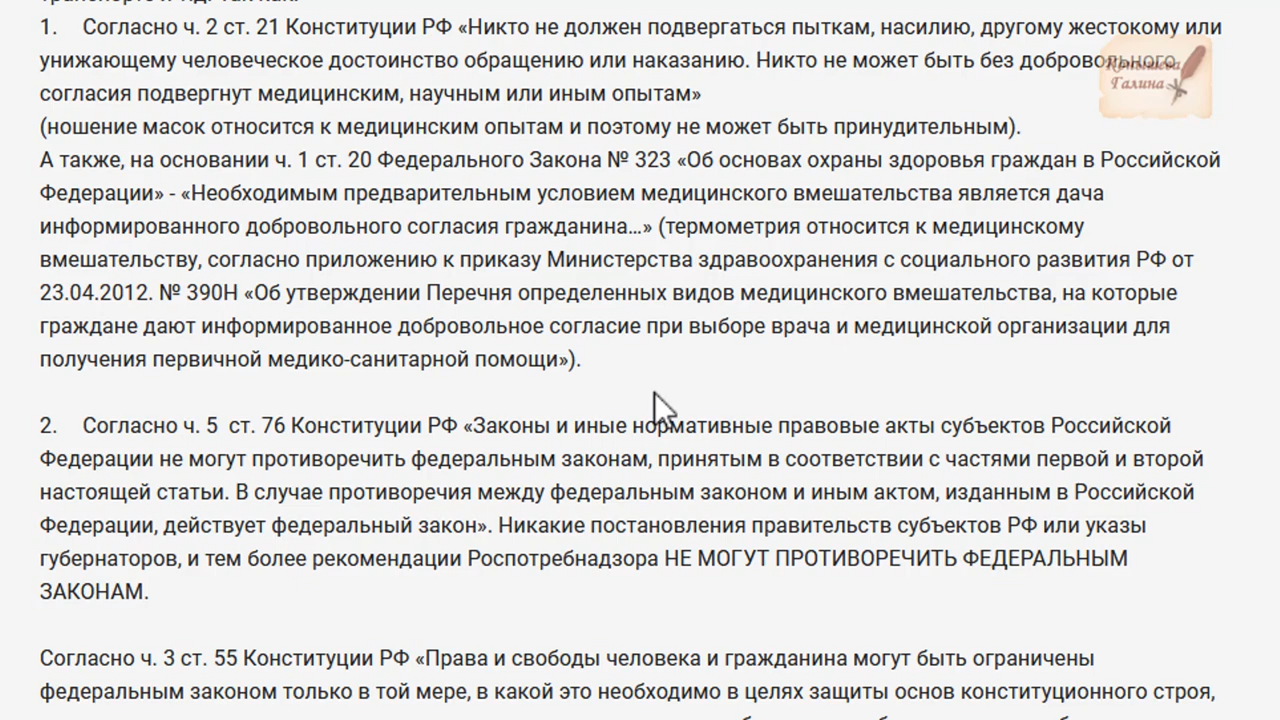 1. Согласно ч. 2 ст. 21 Конституции РФ «Никто не должен подвергаться пыткам, насилию, другому жестокому или
унижающему человеческое достоинство обращению или наказанию. Никто не может быть без добровольного
согласия подвергнут медицинским, научным или иным опытам»
Галина
(ношение масок относится к медицинским опытам и поэтому не может быть принудительным).
А также, на основании ч. 1 ст. 20 Федерального Закона № 323 «Об основах охраны здоровья граждан в Российской
Федерации» - «Необходимым предварительным условием медицинского вмешательства является дача
информированного добровольного согласия гражданина…» (термометрия относится к медицинскому
вмешательству, согласно приложению к приказу Министерства здравоохранения с социального развития РФ от
23.04.2012. № 390Н «Об утверждении Перечня определенных видов медицинского вмешательства, на которые
граждане дают информированное добровольное согласие при выборе врача и медицинской организации для
получения первичной медико-санитарной помощи»).
2. Согласно ч. 5 ст. 76 Конституции РФ «Законы и иные нормативные правовые акты субъектов Российской
Федерации не могут противоречить федеральным законам, принятым в соответствии с частями первой и второй
настоящей статьи. В случае противоречия между федеральным законом и иным актом, изданным в Российской
Федерации, действует федеральный закон». Никакие постановления правительств субъектов РФ или указы
губернаторов, и тем более рекомендации Роспотребнадзора НЕ МОГУТ ПРОТИВОРЕЧИТЬ ФЕДЕРАЛЬНЫМ
ЗАКОНАМ.
Согласно ч. 3 ст. 55 Конституции РФ «Права и свободы человека и гражданина могут быть ограничены
федеральным законом только в той мере, в какой это необходимо в целях защиты основ конституционного строя,